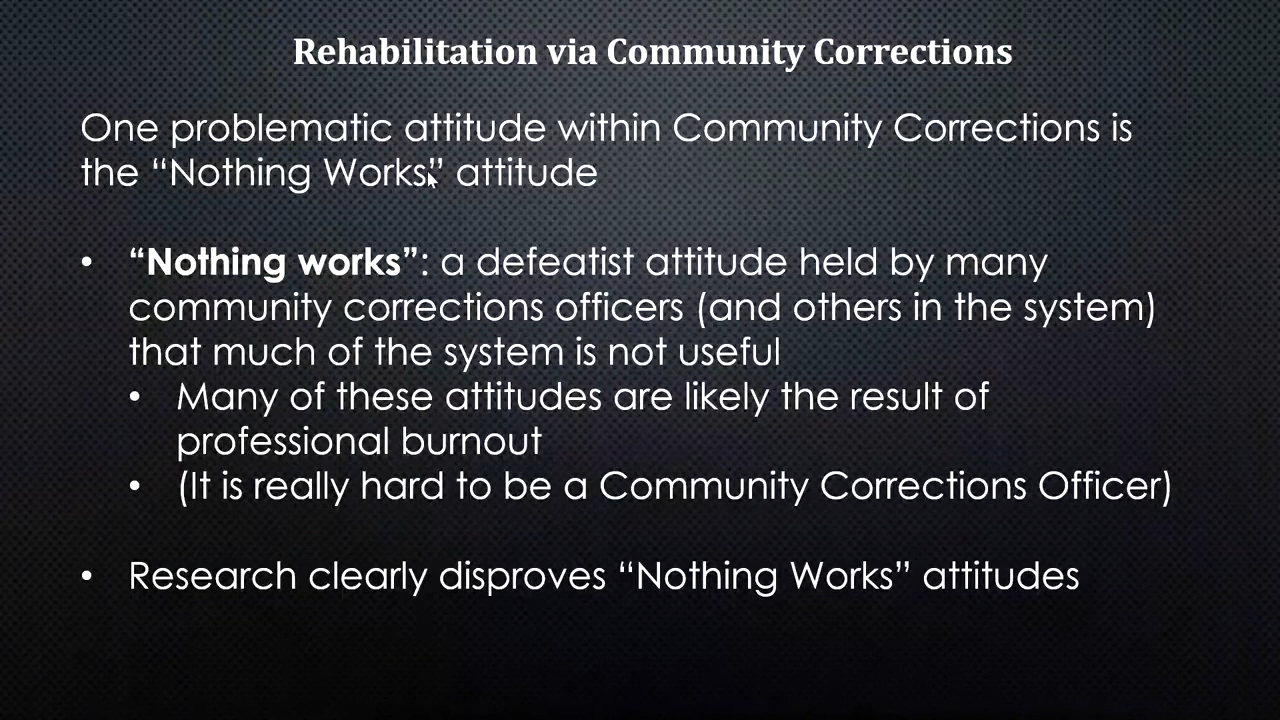 Rehabilitation via Community Corrections
One problematic attitude within Community Corrections is
the “Nothing Works” attitude
• “Nothing works”: a defeatist attitude held by many
community corrections officers (and others in the system)
that much of the system is not useful
• Many of these attitudes are likely the result of
professional burnout
• (It is really hard to be a Community Corrections Officer)
• Research clearly disproves “Nothing Works” attitudes